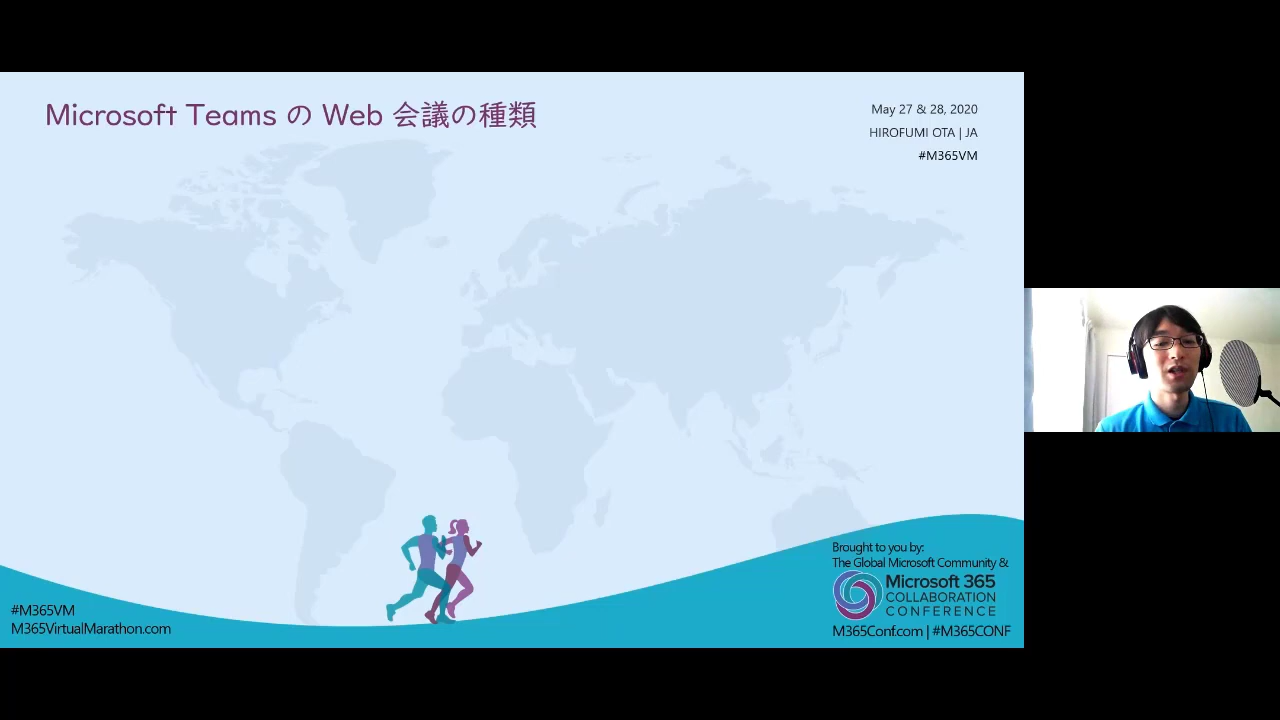 Microsoft Teams の Web 会議の種類
May 27 & 28, 2020
HIROFUMI OTA | JA
#M365VM
Brought to you by:
The Global Microsoft Community &
Microsoft 365
COLLABORATION
CONFERENCE
M365Conf.com | #M365CONF
#M365VM
M365VirtualMarathon.com